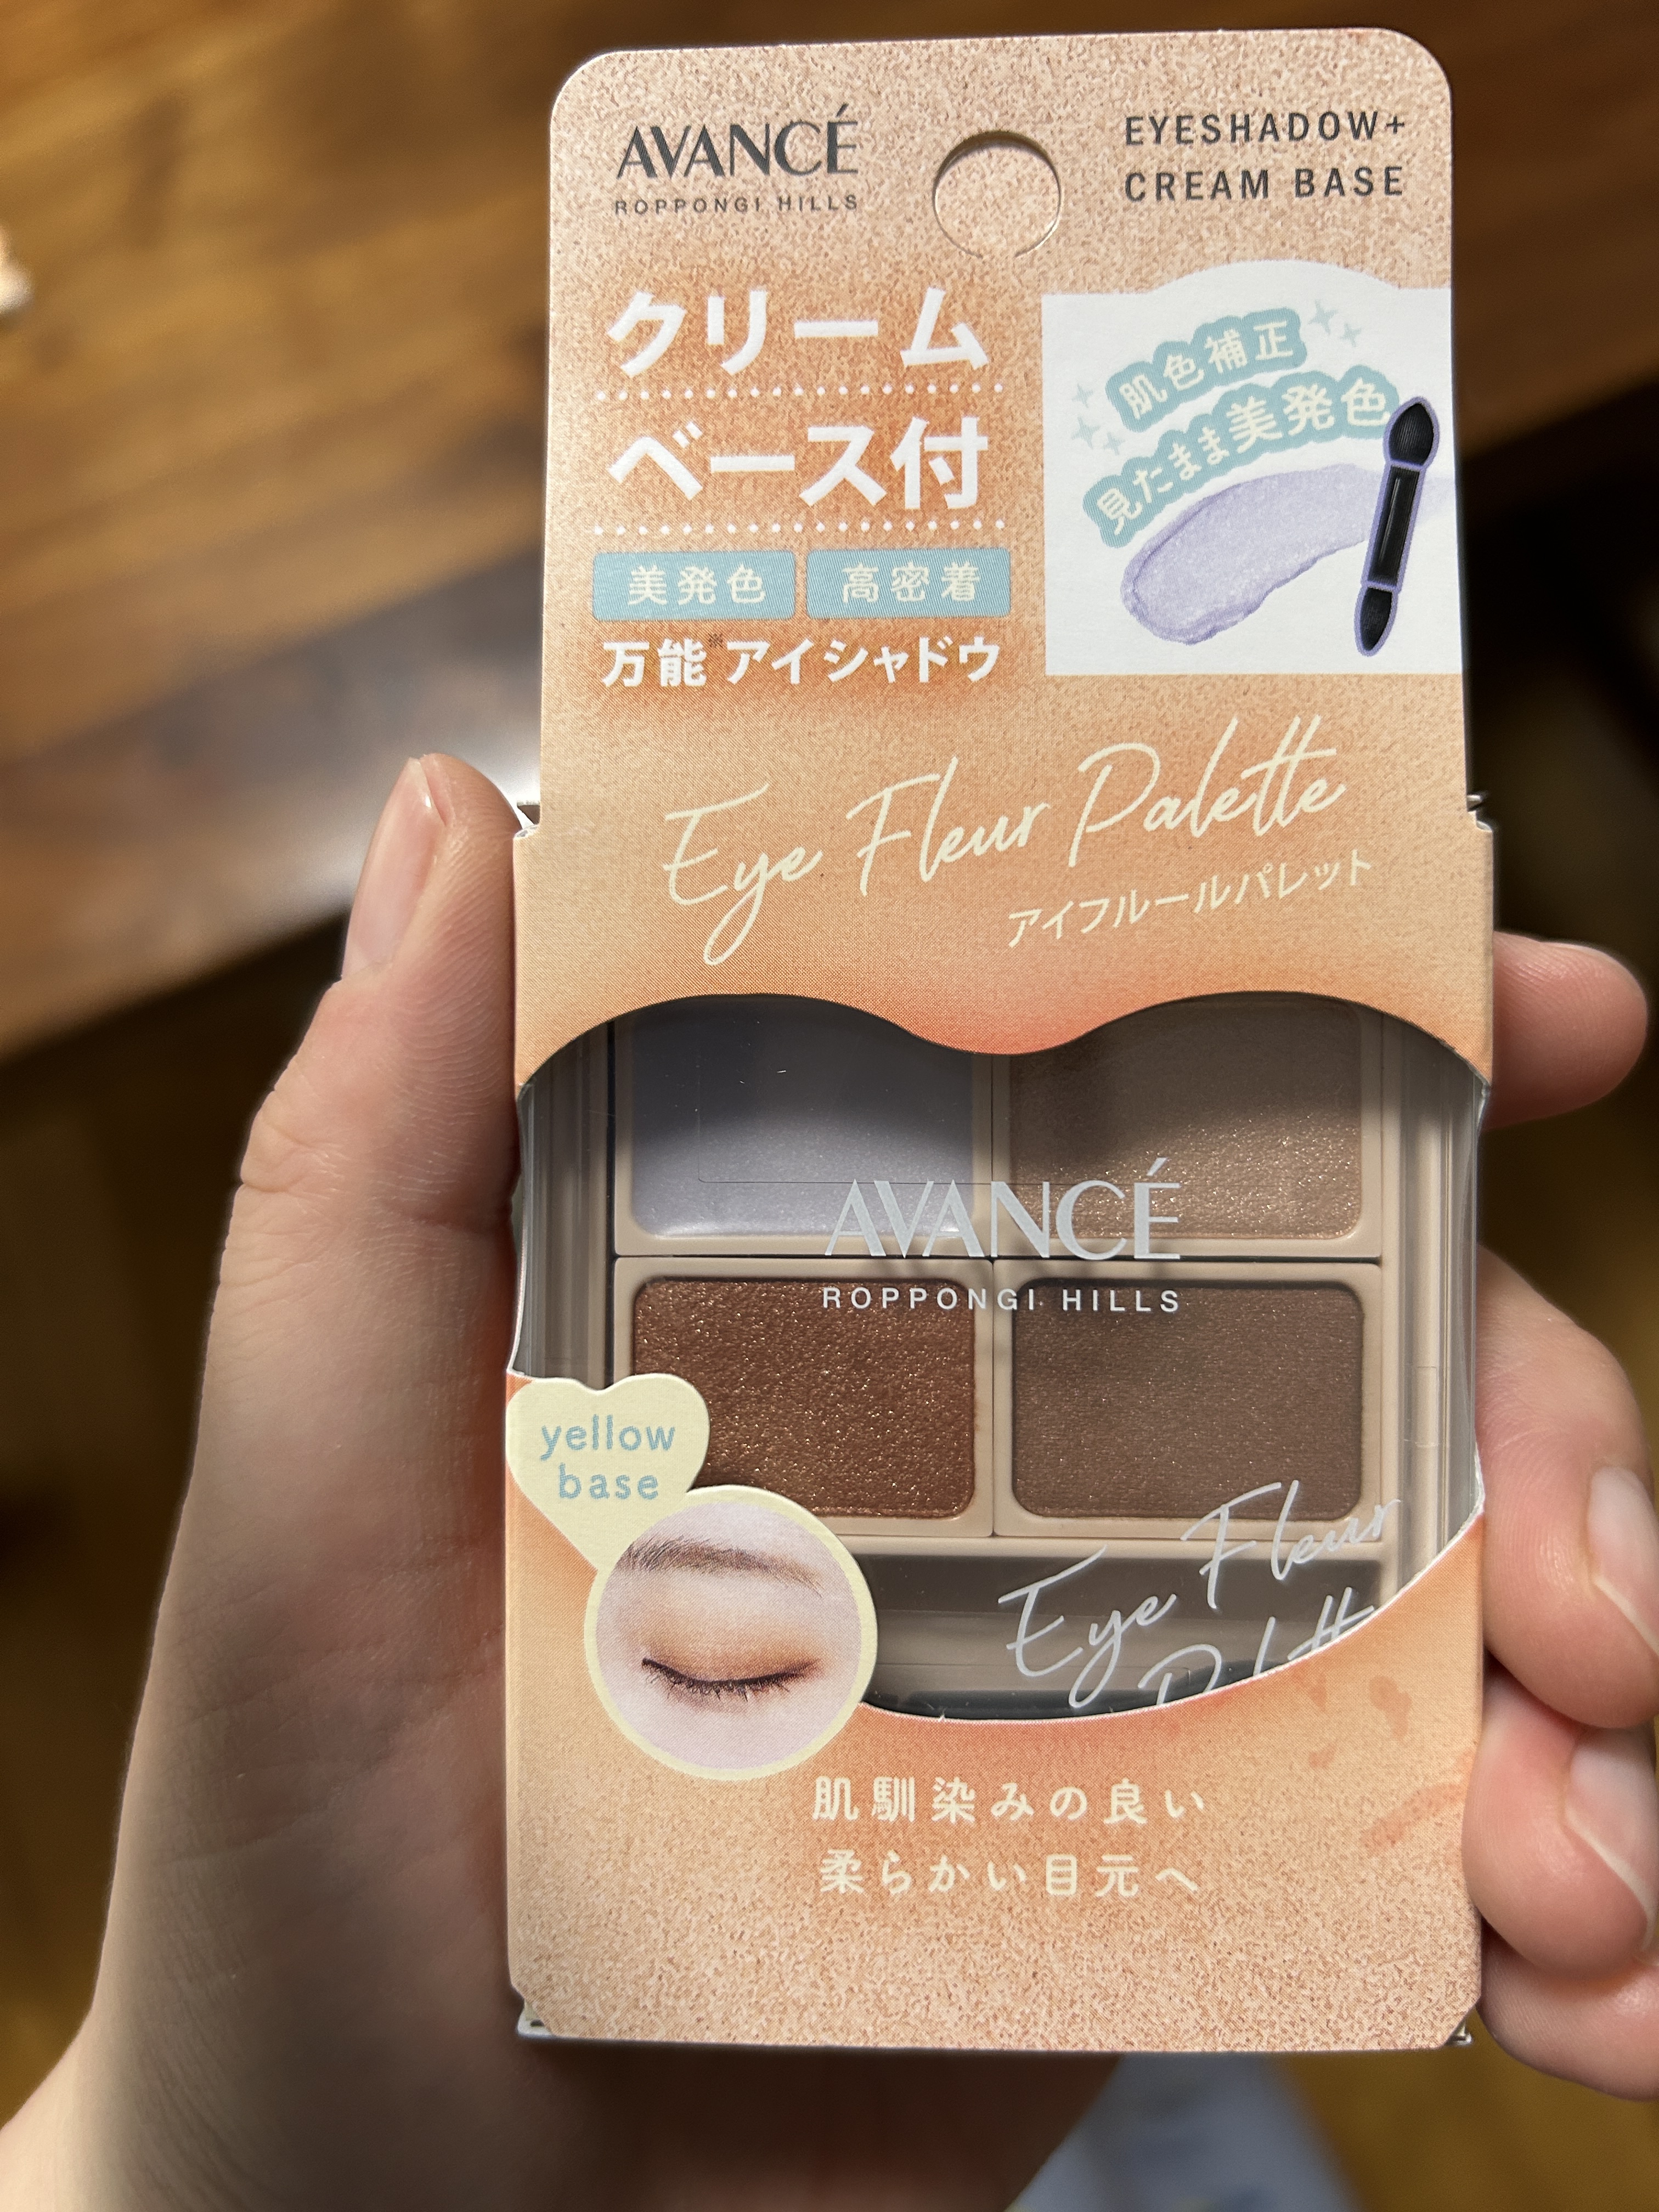 AVANCÉ
ROPPONGI HILLS
EYESHADOW+
CREAM BASE
クリーム
ベース付
美発色 高密着
万能※アイシャドウ
肌色補正
見たまま美発色
Eye Fleur Palette
アイフルールパレット
AVANCÉ
ROPPONGI HILLS
yellow
base
Eye Fleur
肌馴染みの良い
柔らかい目元へ